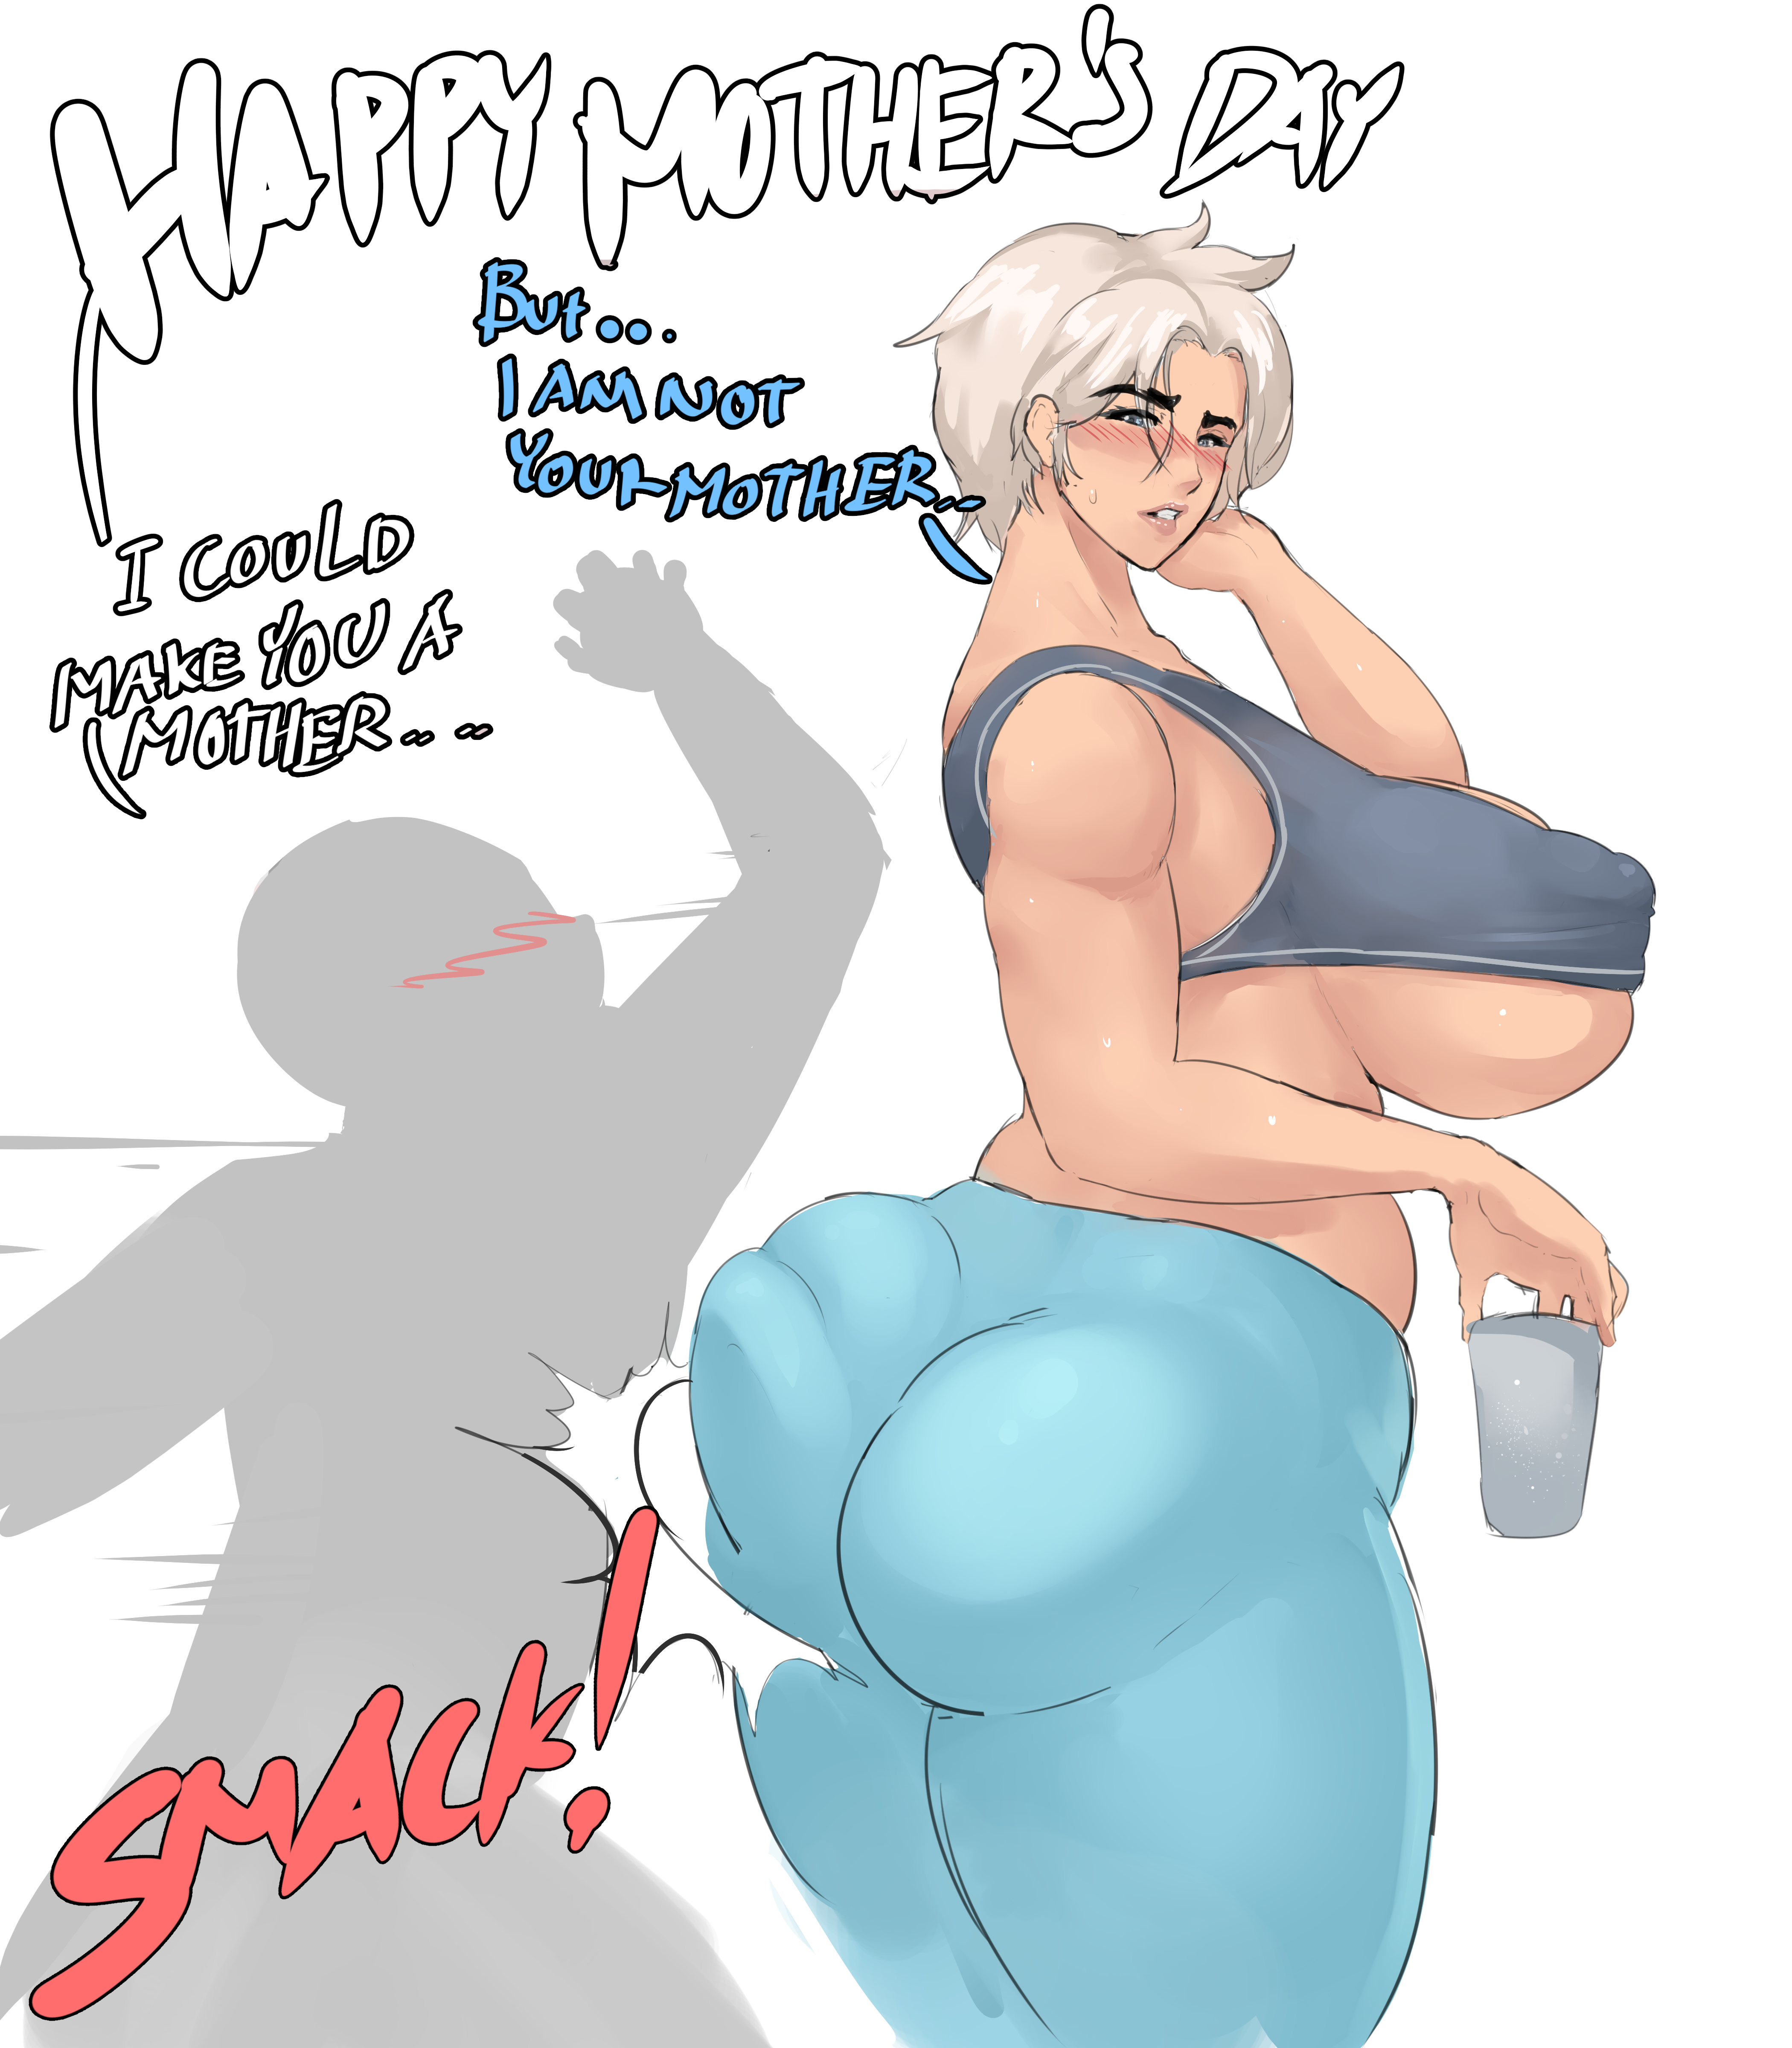 HAPPY MOTHER'S DAY
BUt...
I AM NOT
YOUR MOTHER...
I COULD
MAKE YOU A
MOTHER....
SMACK!